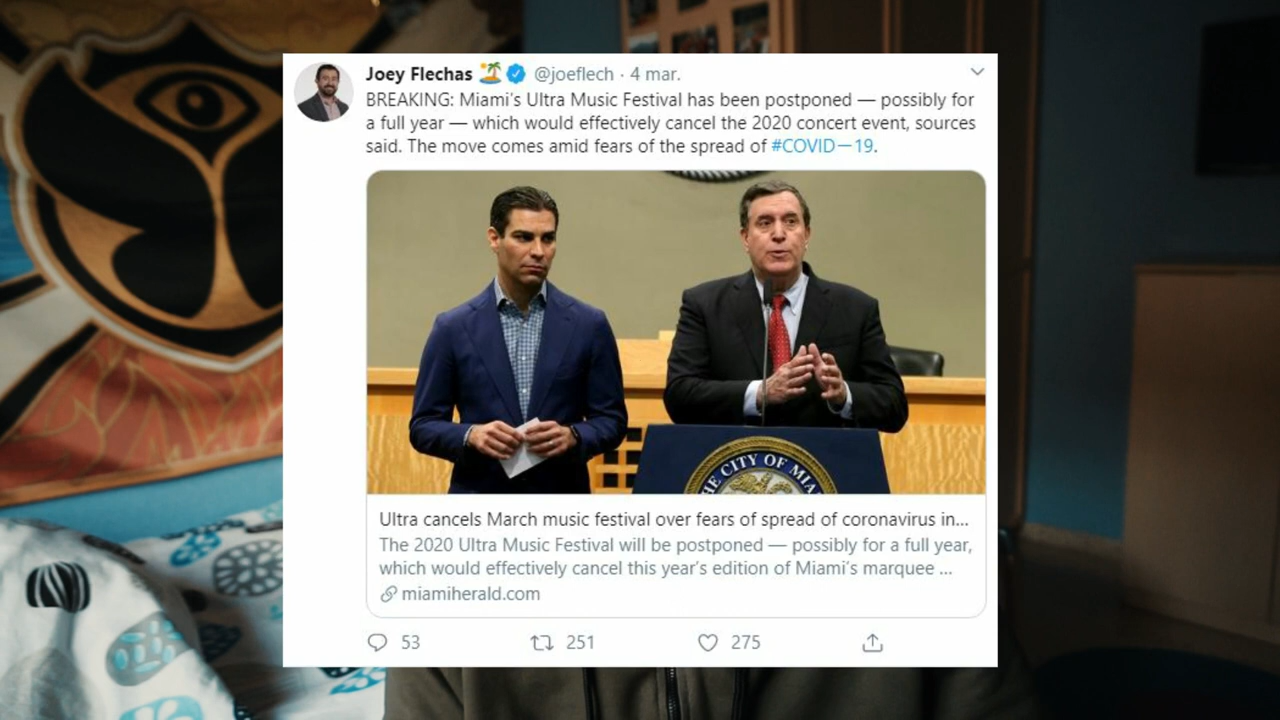 Joey Flechas 🏝️ @joeflech · 4 mar.
BREAKING: Miami's Ultra Music Festival has been postponed — possibly for
a full year — which would effectively cancel the 2020 concert event, sources
said. The move comes amid fears of the spread of #COVID—19.
THE CITY OF MIA
Ultra cancels March music festival over fears of spread of coronavirus in...
The 2020 Ultra Music Festival will be postponed — possibly for a full year,
which would effectively cancel this year's edition of Miami's marquee ...
miamiherald.com
53 251 275